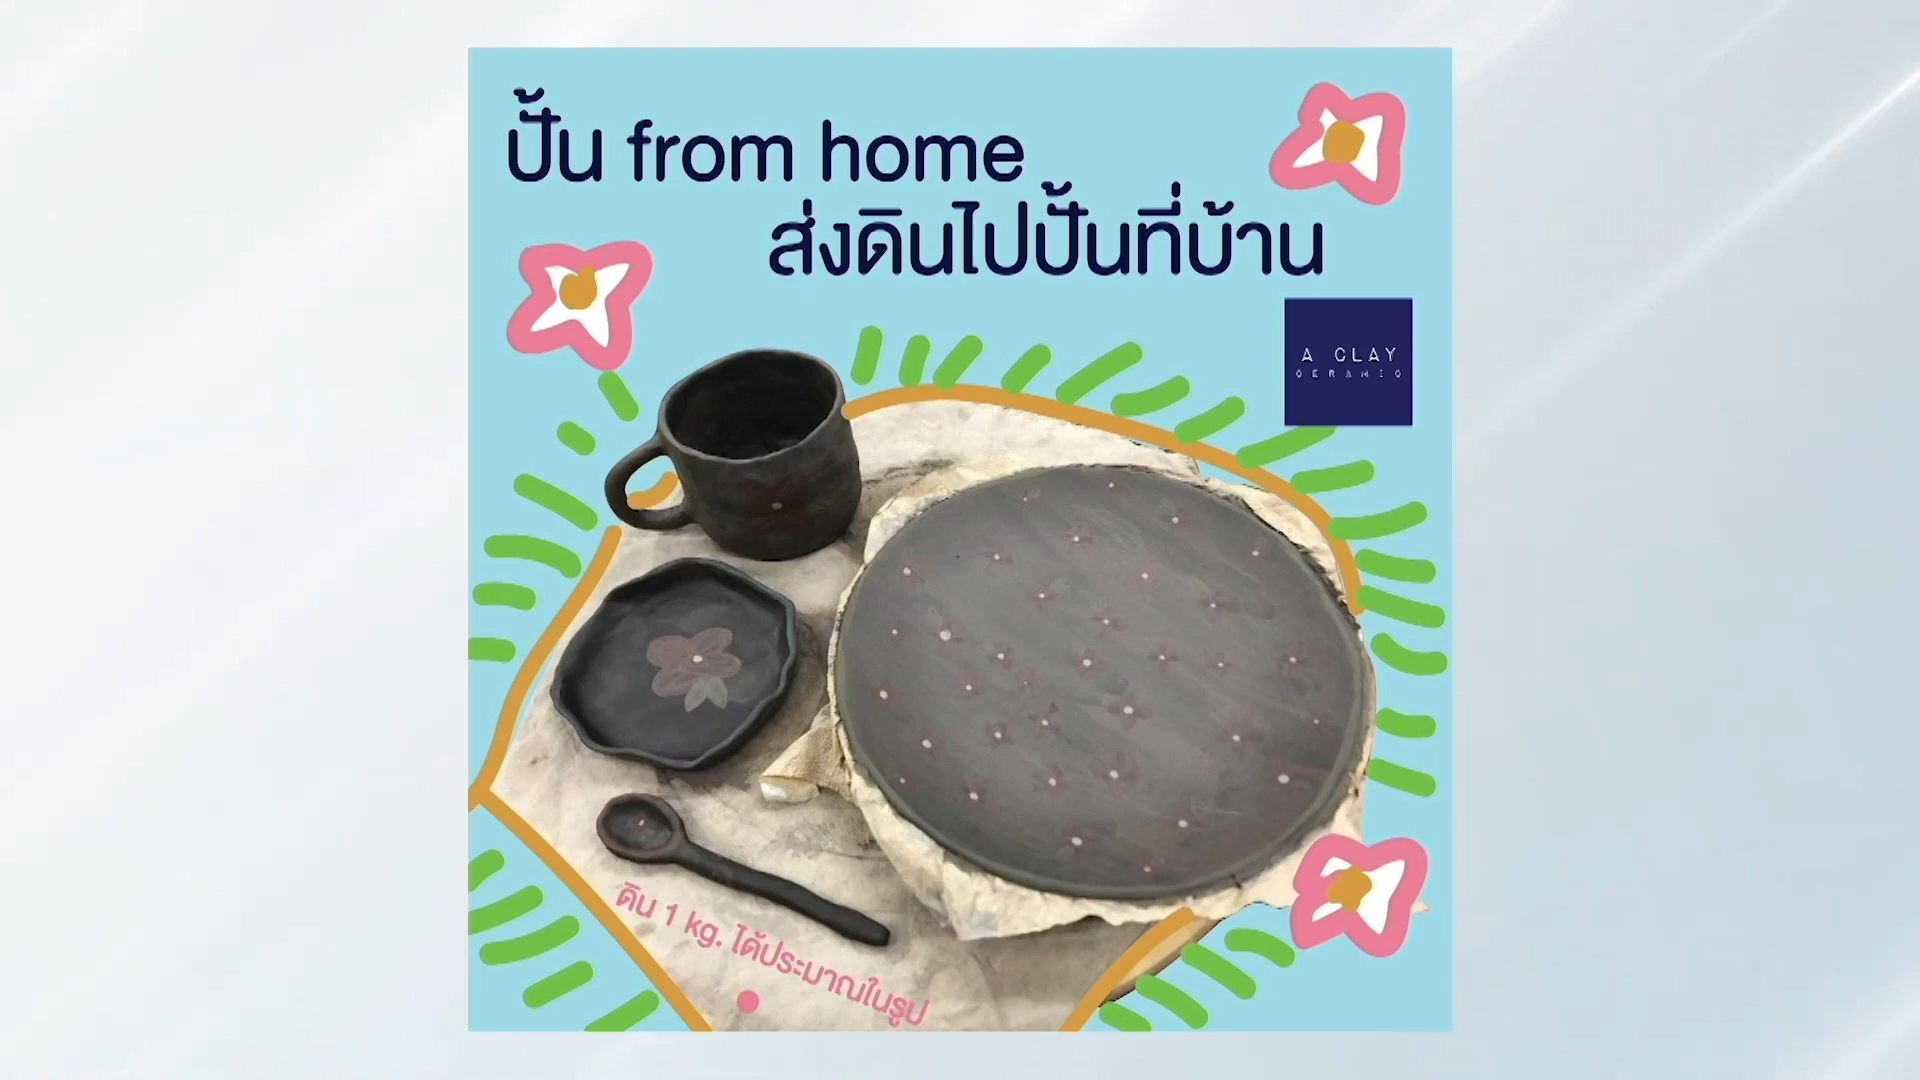 ปั้น from home
ส่งดินไปปั้นที่บ้าน
A CLAY
CERAMIC
ดิน 1 kg. ได้ประมาณในรูป